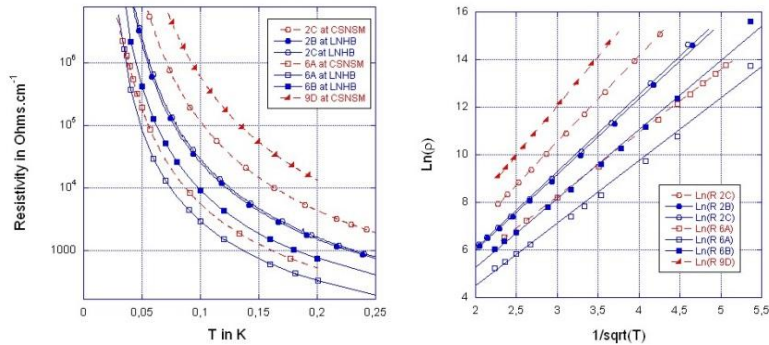 Resistivity in Ohms.cm⁻¹
10⁶
10⁵
10⁴
1000
0
0,05
0,1
0,15
0,2
0,25
T in K
2C at CSNSM
2B at LNHB
2C at LNHB
6A at CSNSM
6A at LNHB
6B at LNHB
9D at CSNSM
Ln(ρ)
16
14
12
10
8
6
4
2
2,5
3
3,5
4
4,5
5
5,5
1/sqrt(T)
Ln(R 2C)
Ln(R 2B)
Ln(R 2C)
Ln(R 6A)
Ln(R 6A)
Ln(R 6B)
Ln(R 9D)